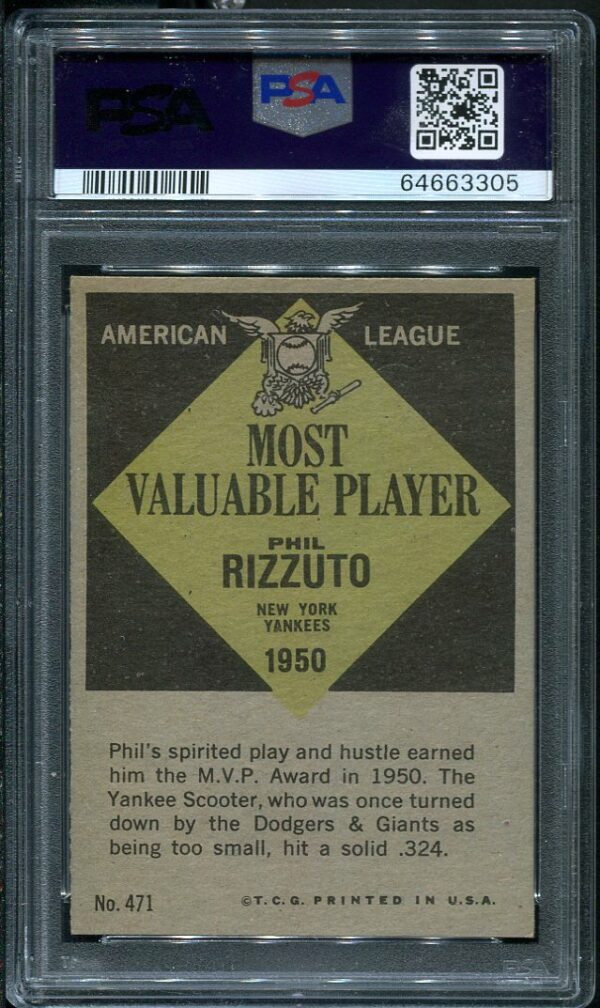 PSA
PSA
64663305
AMERICAN LEAGUE
MOST
VALUABLE PLAYER
PHIL
RIZZUTO
NEW YORK
YANKEES
1950
Phil's spirited play and hustle earned
him the M.V.P. Award in 1950. The
Yankee Scooter, who was once turned
down by the Dodgers & Giants as
being too small, hit a solid .324.
No. 471 ©T.C.G. PRINTED IN U.S.A.